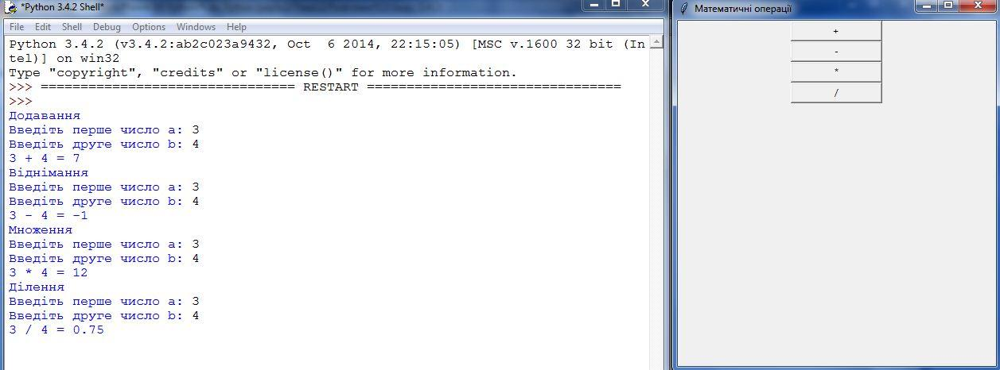 *Python 3.4.2 Shell*
File Edit Shell Debug Options Windows Help
Python 3.4.2 (v3.4.2:ab2c023a9432, Oct  6 2014, 22:15:05) [MSC v.1600 32 bit (In
tel)] on win32
Type "copyright", "credits" or "license()" for more information.
>>> ================================ RESTART ================================
>>>
Додавання
Введіть перше число a: 3
Введіть друге число b: 4
3 + 4 = 7
Віднімання
Введіть перше число a: 3
Введіть друге число b: 4
3 - 4 = -1
Множення
Введіть перше число a: 3
Введіть друге число b: 4
3 * 4 = 12
Ділення
Введіть перше число a: 3
Введіть друге число b: 4
3 / 4 = 0.75
Математичні операції
+
-
*
/